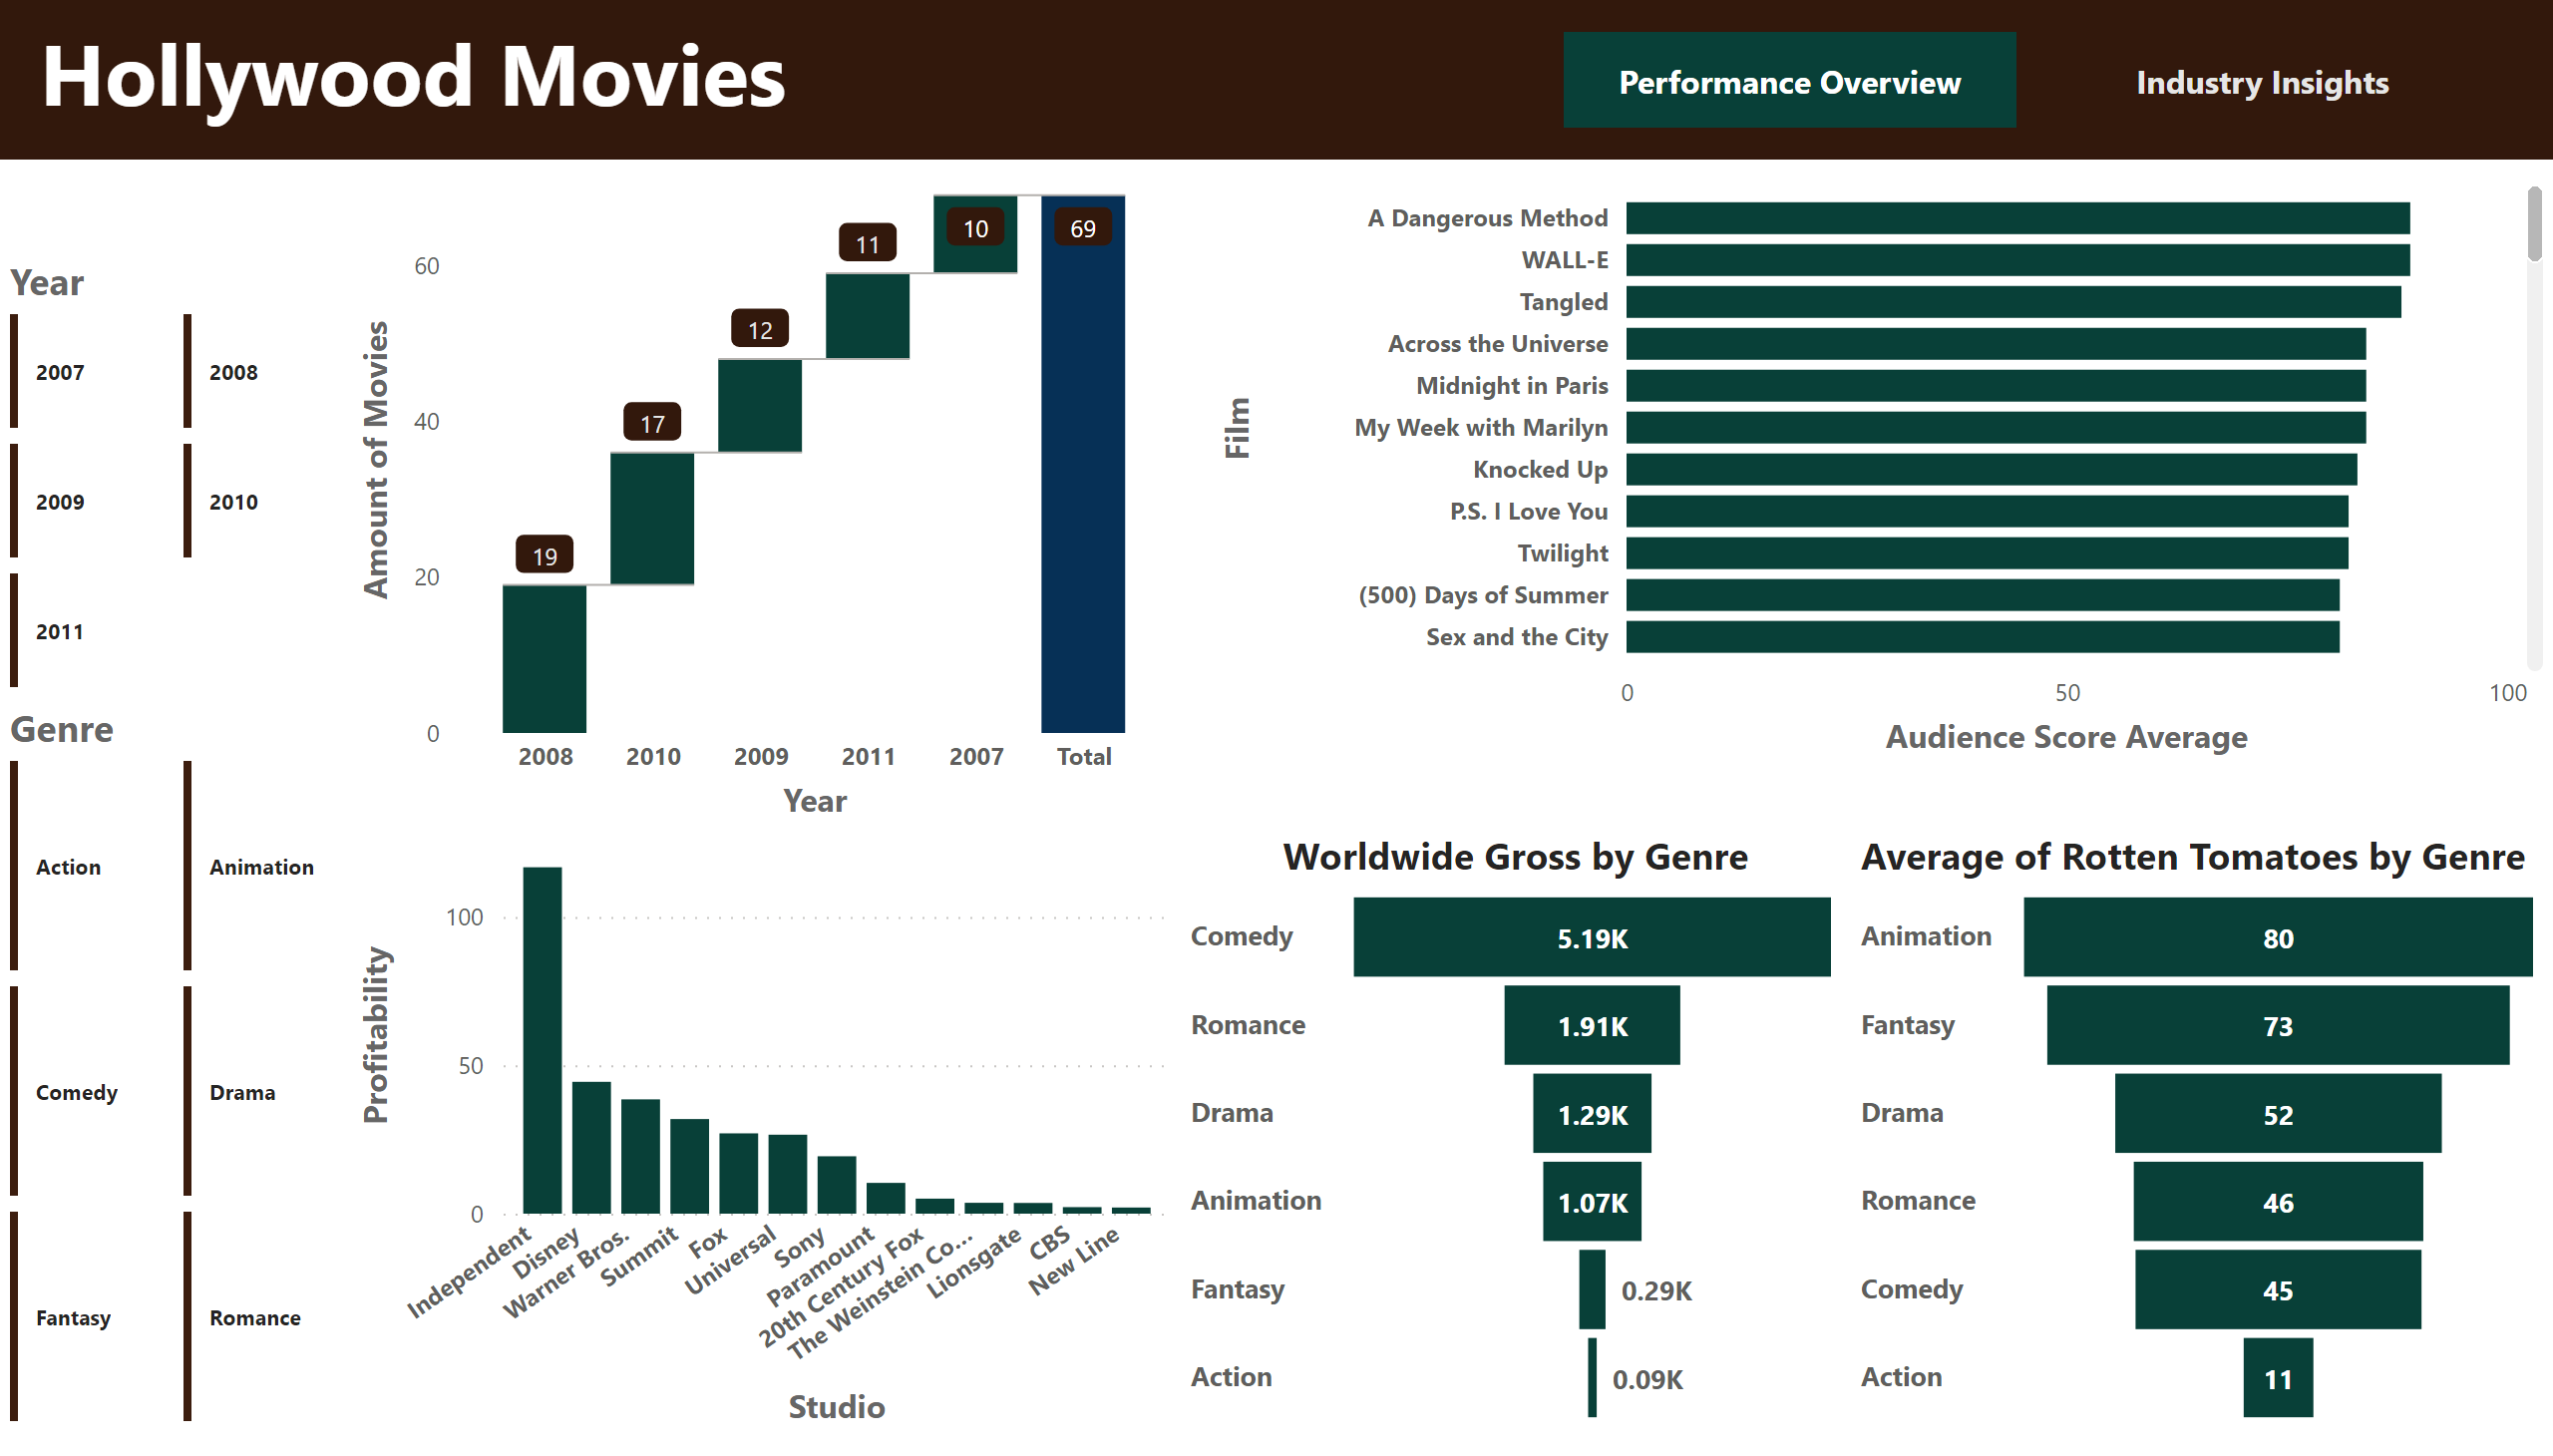 Hollywood Movies
Performance Overview
Industry Insights
Year
2007
2008
2009
2010
2011
Genre
Action
Animation
Comedy
Drama
Fantasy
Romance
Amount of Movies
60
40
20
0
19
17
12
11
10
69
2008
2010
2009
2011
2007
Total
Year
Film
A Dangerous Method
WALL-E
Tangled
Across the Universe
Midnight in Paris
My Week with Marilyn
Knocked Up
P.S. I Love You
Twilight
(500) Days of Summer
Sex and the City
0
50
100
Audience Score Average
Profitability
100
50
0
Independent
Disney
Warner Bros.
Summit
Fox
Universal
Sony
Paramount
20th Century Fox
The Weinstein Co...
Lionsgate
CBS
New Line
Studio
Worldwide Gross by Genre
Comedy
5.19K
Romance
1.91K
Drama
1.29K
Animation
1.07K
Fantasy
0.29K
Action
0.09K
Average of Rotten Tomatoes by Genre
Animation
80
Fantasy
73
Drama
52
Romance
46
Comedy
45
Action
11